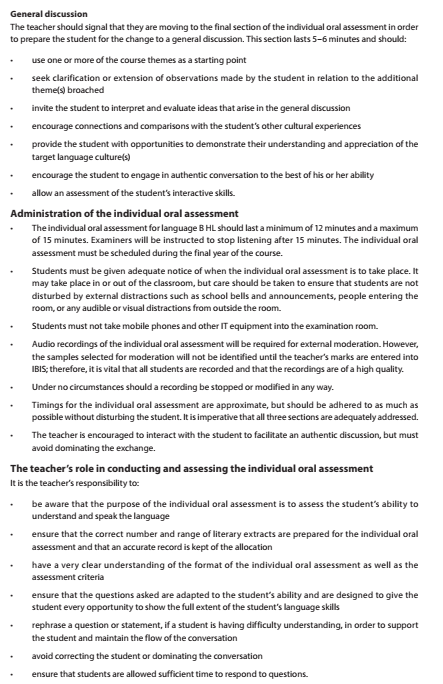 General discussion
The teacher should signal that they are moving to the final section of the individual oral assessment in order
to prepare the student for the change to a general discussion. This section lasts 5–6 minutes and should:
• use one or more of the course themes as a starting point
• seek clarification or extension of observations made by the student in relation to the additional
theme(s) broached
• invite the student to interpret and evaluate ideas that arise in the general discussion
• encourage connections and comparisons with the student's other cultural experiences
• provide the student with opportunities to demonstrate their understanding and appreciation of the
target language culture(s)
• encourage the student to engage in authentic conversation to the best of his or her ability
• allow an assessment of the student's interactive skills.
Administration of the individual oral assessment
• The individual oral assessment for language B HL should last a minimum of 12 minutes and a maximum
of 15 minutes. Examiners will be instructed to stop listening after 15 minutes. The individual oral
assessment must be scheduled during the final year of the course.
• Students must be given adequate notice of when the individual oral assessment is to take place. It
may take place in or out of the classroom, but care should be taken to ensure that students are not
disturbed by external distractions such as school bells and announcements, people entering the
room, or any audible or visual distractions from outside the room.
• Students must not take mobile phones and other IT equipment into the examination room.
• Audio recordings of the individual oral assessment will be required for external moderation. However,
the samples selected for moderation will not be identified until the teacher's marks are entered into
IBIS; therefore, it is vital that all students are recorded and that the recordings are of a high quality.
• Under no circumstances should a recording be stopped or modified in any way.
• Timings for the individual oral assessment are approximate, but should be adhered to as much as
possible without disturbing the student. It is imperative that all three sections are adequately addressed.
• The teacher is encouraged to interact with the student to facilitate an authentic discussion, but must
avoid dominating the exchange.
The teacher's role in conducting and assessing the individual oral assessment
It is the teacher's responsibility to:
• be aware that the purpose of the individual oral assessment is to assess the student's ability to
understand and speak the language
• ensure that the correct number and range of literary extracts are prepared for the individual oral
assessment and that an accurate record is kept of the allocation
• have a very clear understanding of the format of the individual oral assessment as well as the
assessment criteria
• ensure that the questions asked are adapted to the student's ability and are designed to give the
student every opportunity to show the full extent of the student's language skills
• rephrase a question or statement, if a student is having difficulty understanding, in order to support
the student and maintain the flow of the conversation
• avoid correcting the student or dominating the conversation
• ensure that students are allowed sufficient time to respond to questions.